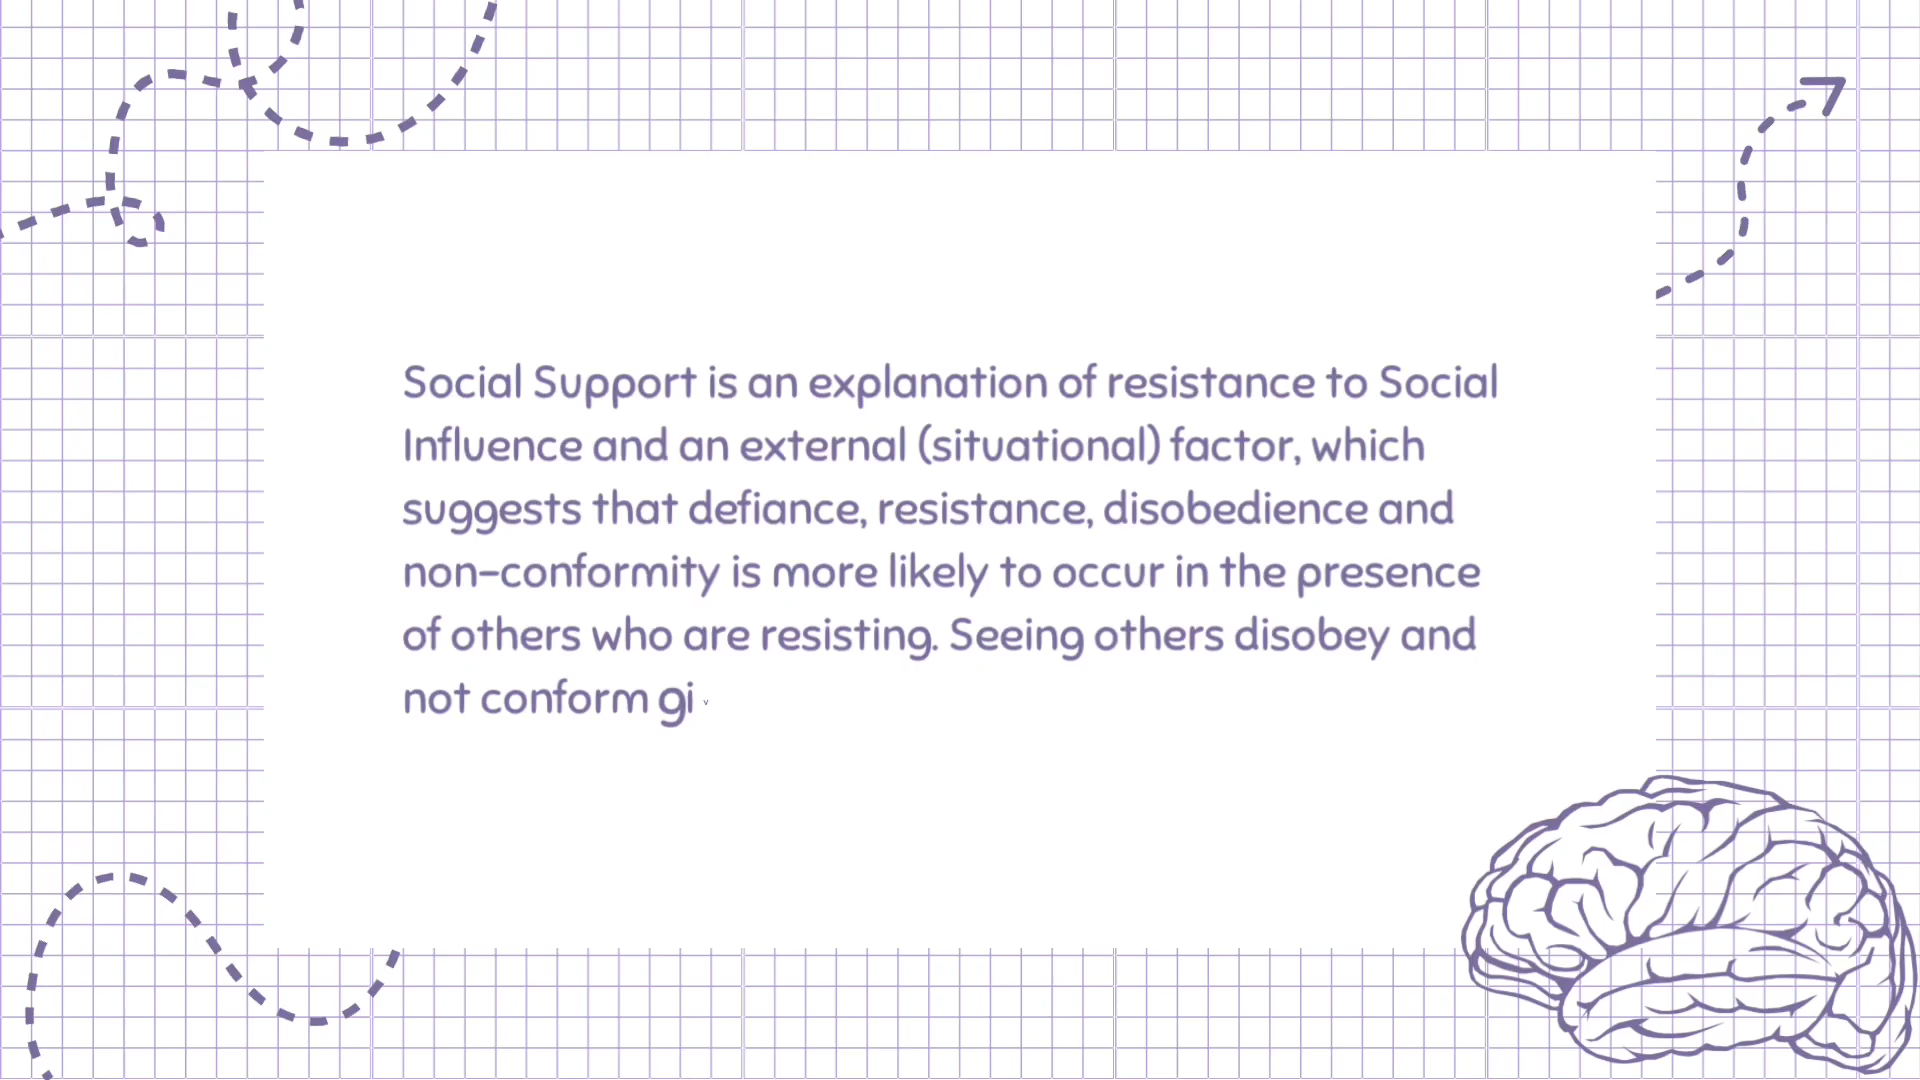 Social Support is an explanation of resistance to Social
Influence and an external (situational) factor, which
suggests that defiance, resistance, disobedience and
non-conformity is more likely to occur in the presence
of others who are resisting. Seeing others disobey and
not conform giv